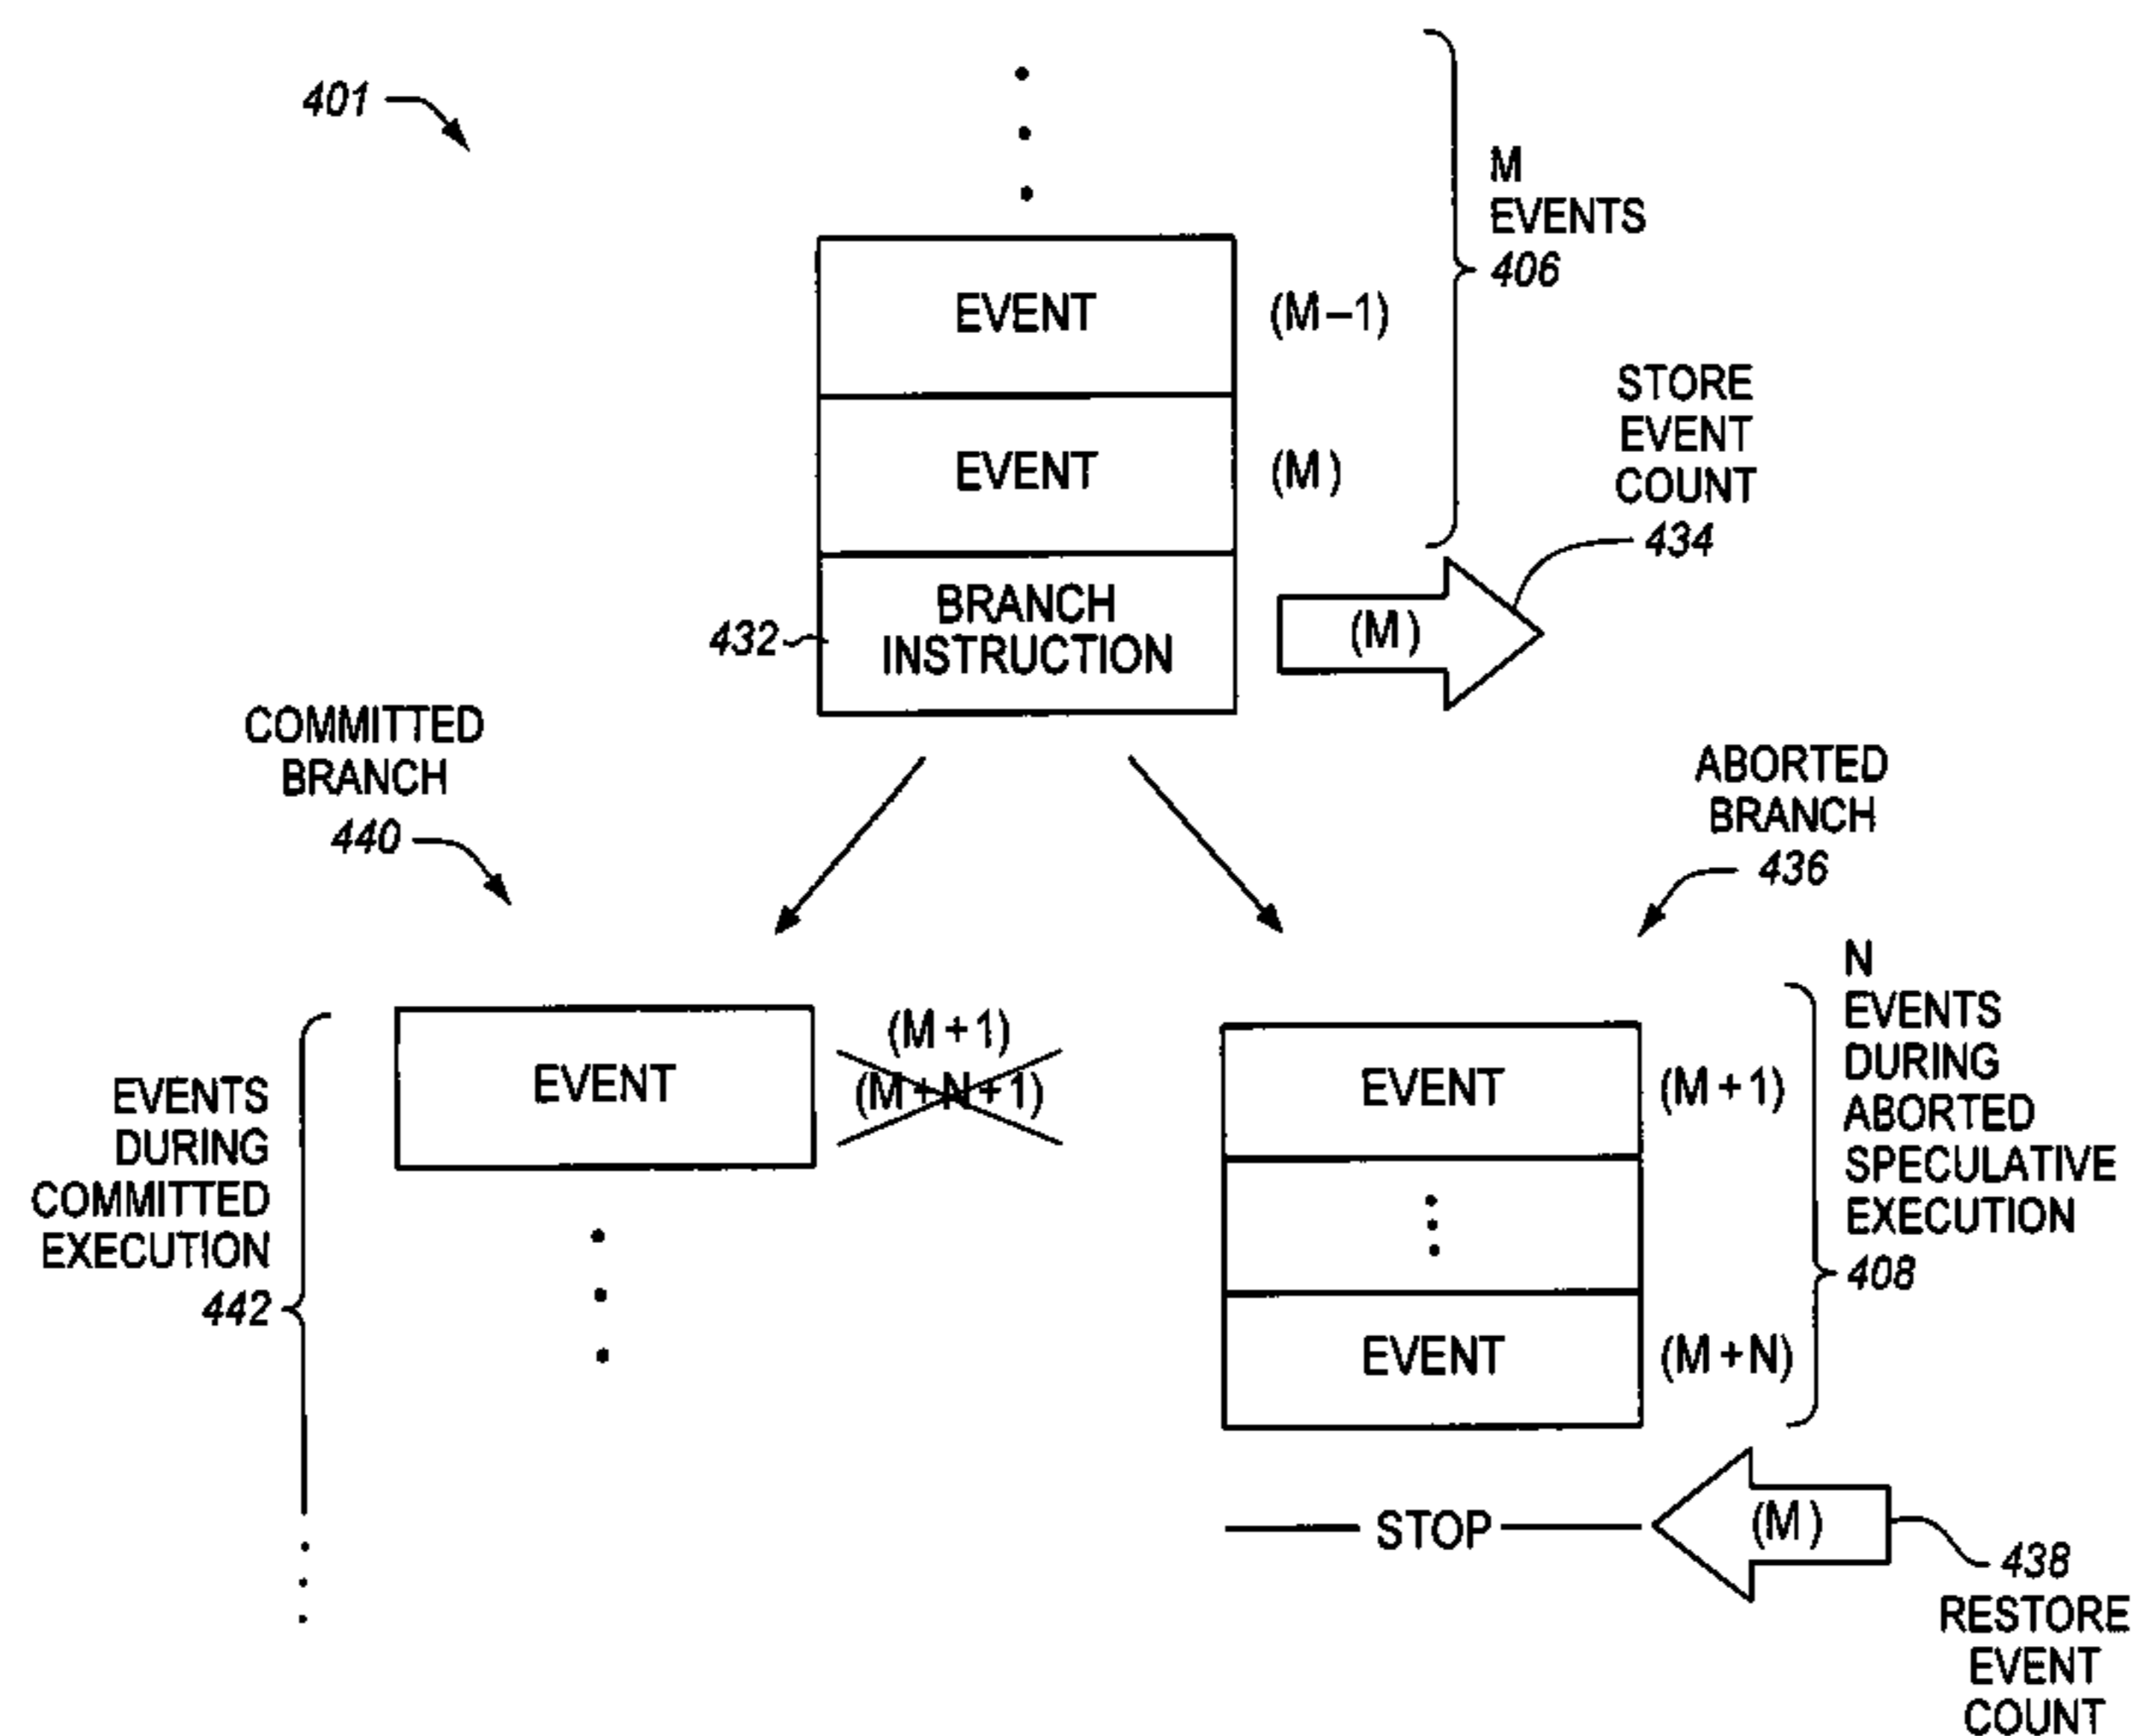 401
M
EVENTS
406
EVENT
(M–1)
STORE
EVENT
COUNT
434
EVENT
(M)
BRANCH
INSTRUCTION
432
(M)
COMMITTED
BRANCH
440
ABORTED
BRANCH
436
EVENTS
DURING
COMMITTED
EXECUTION
442
EVENT
(M+1)
(M+N+1)
EVENT
(M+1)
EVENT
(M+N)
N
EVENTS
DURING
ABORTED
SPECULATIVE
EXECUTION
408
STOP
(M)
438
RESTORE
EVENT
COUNT